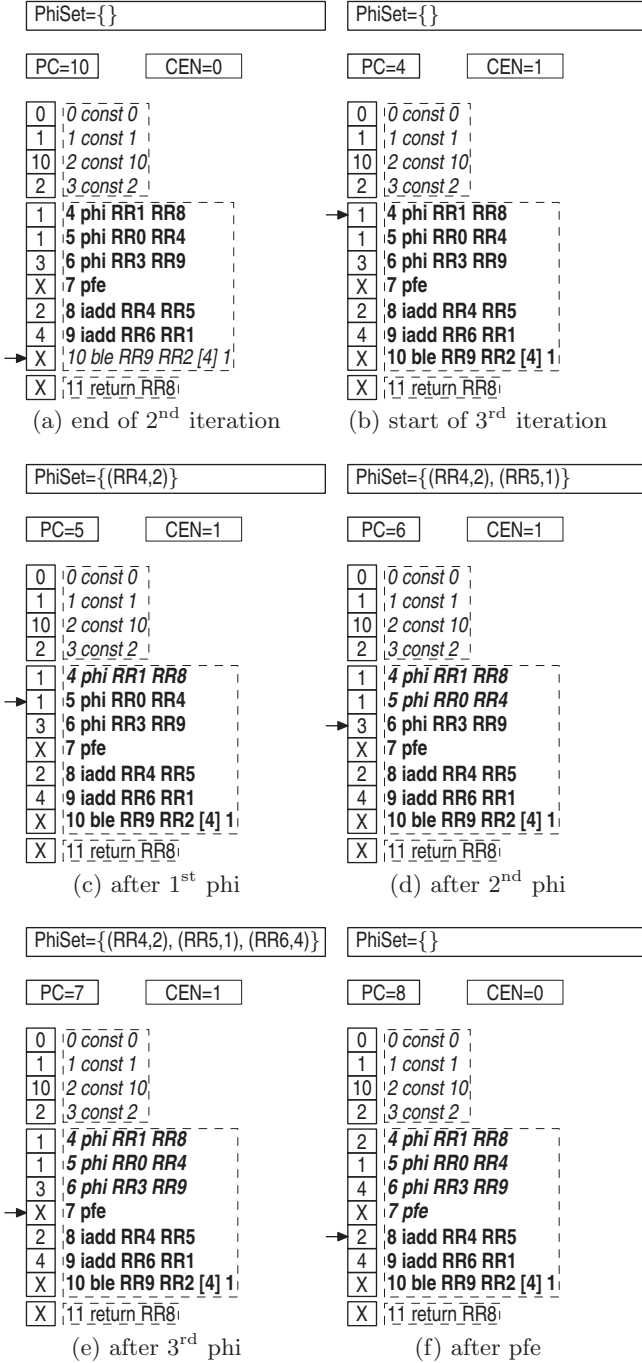 PhiSet={}
PC=10 CEN=0
0 0 const 0
1 1 const 1
10 2 const 10
2 3 const 2
1 4 phi RR1 RR8
1 5 phi RR0 RR4
3 6 phi RR3 RR9
X 7 pfe
2 8 iadd RR4 RR5
4 9 iadd RR6 RR1
X 10 ble RR9 RR2 [4] 1
X 11 return RR8
(a) end of 2nd iteration
PhiSet={}
PC=4 CEN=1
0 0 const 0
1 1 const 1
10 2 const 10
2 3 const 2
1 4 phi RR1 RR8
1 5 phi RR0 RR4
3 6 phi RR3 RR9
X 7 pfe
2 8 iadd RR4 RR5
4 9 iadd RR6 RR1
X 10 ble RR9 RR2 [4] 1
X 11 return RR8
(b) start of 3rd iteration
PhiSet={(RR4,2)}
PC=5 CEN=1
0 0 const 0
1 1 const 1
10 2 const 10
2 3 const 2
1 4 phi RR1 RR8
1 5 phi RR0 RR4
3 6 phi RR3 RR9
X 7 pfe
2 8 iadd RR4 RR5
4 9 iadd RR6 RR1
X 10 ble RR9 RR2 [4] 1
X 11 return RR8
(c) after 1st phi
PhiSet={(RR4,2), (RR5,1)}
PC=6 CEN=1
0 0 const 0
1 1 const 1
10 2 const 10
2 3 const 2
1 4 phi RR1 RR8
1 5 phi RR0 RR4
3 6 phi RR3 RR9
X 7 pfe
2 8 iadd RR4 RR5
4 9 iadd RR6 RR1
X 10 ble RR9 RR2 [4] 1
X 11 return RR8
(d) after 2nd phi
PhiSet={(RR4,2), (RR5,1), (RR6,4)}
PC=7 CEN=1
0 0 const 0
1 1 const 1
10 2 const 10
2 3 const 2
1 4 phi RR1 RR8
1 5 phi RR0 RR4
3 6 phi RR3 RR9
X 7 pfe
2 8 iadd RR4 RR5
4 9 iadd RR6 RR1
X 10 ble RR9 RR2 [4] 1
X 11 return RR8
(e) after 3rd phi
PhiSet={}
PC=8 CEN=0
0 0 const 0
1 1 const 1
10 2 const 10
2 3 const 2
2 4 phi RR1 RR8
1 5 phi RR0 RR4
4 6 phi RR3 RR9
X 7 pfe
2 8 iadd RR4 RR5
4 9 iadd RR6 RR1
X 10 ble RR9 RR2 [4] 1
X 11 return RR8
(f) after pfe